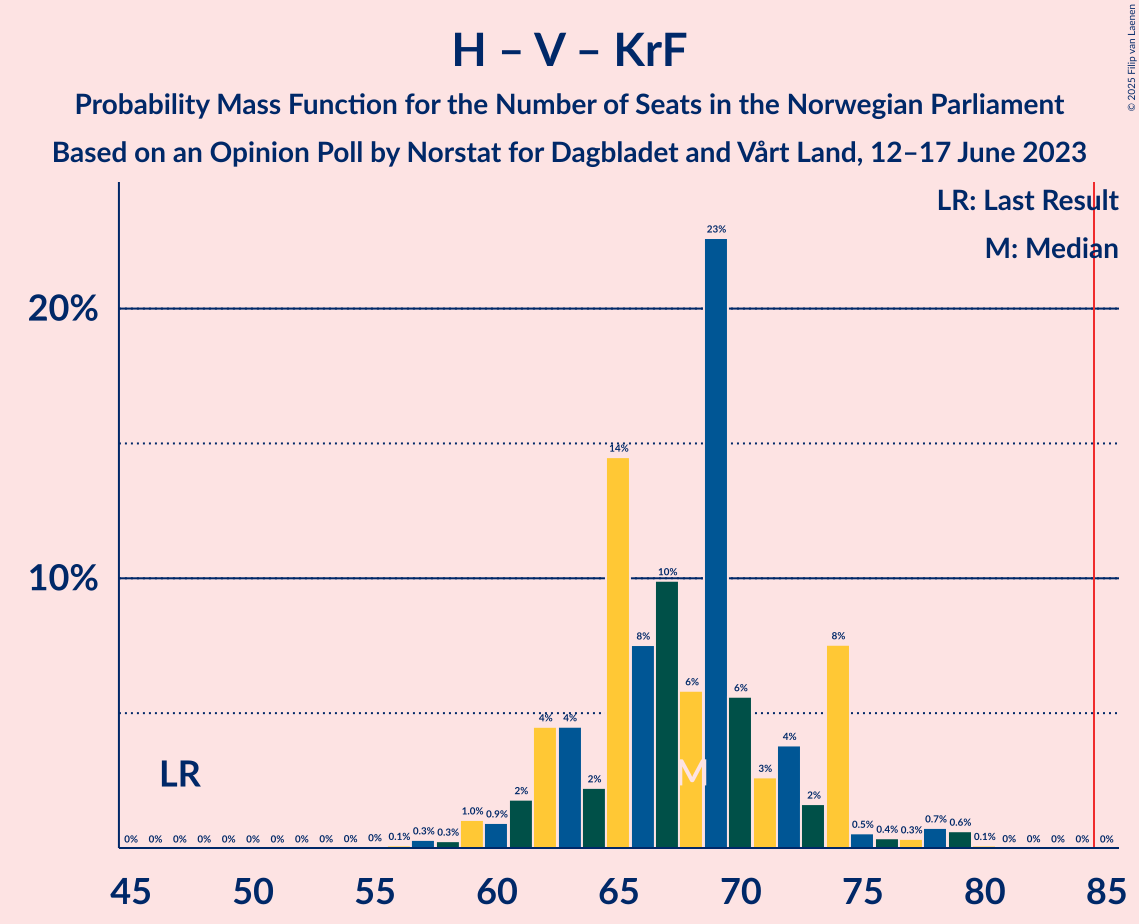 H – V – KrF
Probability Mass Function for the Number of Seats in the Norwegian Parliament
Based on an Opinion Poll by Norstat for Dagbladet and Vårt Land, 12–17 June 2023
© 2025 Filip van Laenen
LR: Last Result
M: Median
20%
10%
23%
14%
10%
8%
8%
6%
6%
4% 4%
4%
3%
2%
2%
2%
LR
M
0% 0% 0% 0% 0% 0% 0% 0% 0% 0% 0% 0.1% 0.3% 0.3% 1.0% 0.9%
0.5% 0.4% 0.3% 0.7% 0.6% 0.1% 0% 0% 0% 0% 0%
45 50 55 60 65 70 75 80 85